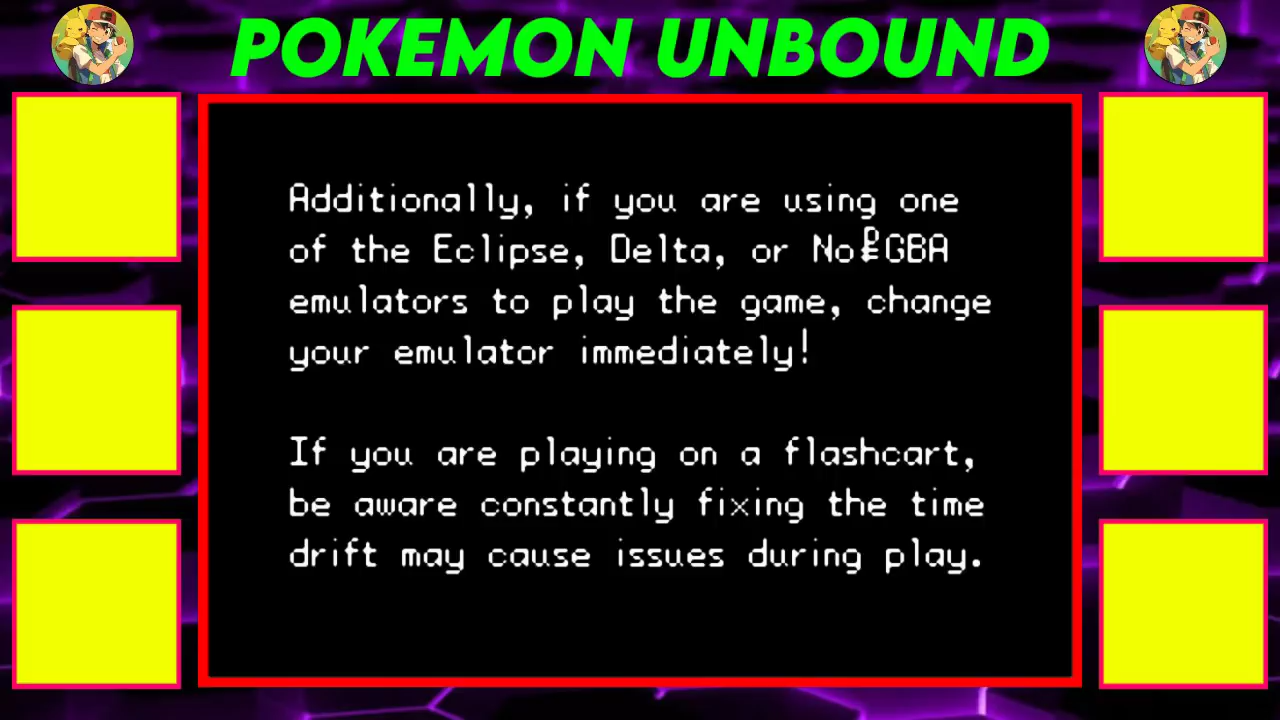 POKEMON UNBOUND
Additionally, if you are using one
of the Eclipse, Delta, or No₽GBA
emulators to play the game, change
your emulator immediately!
If you are playing on a flashcart,
be aware constantly fixing the time
drift may cause issues during play.